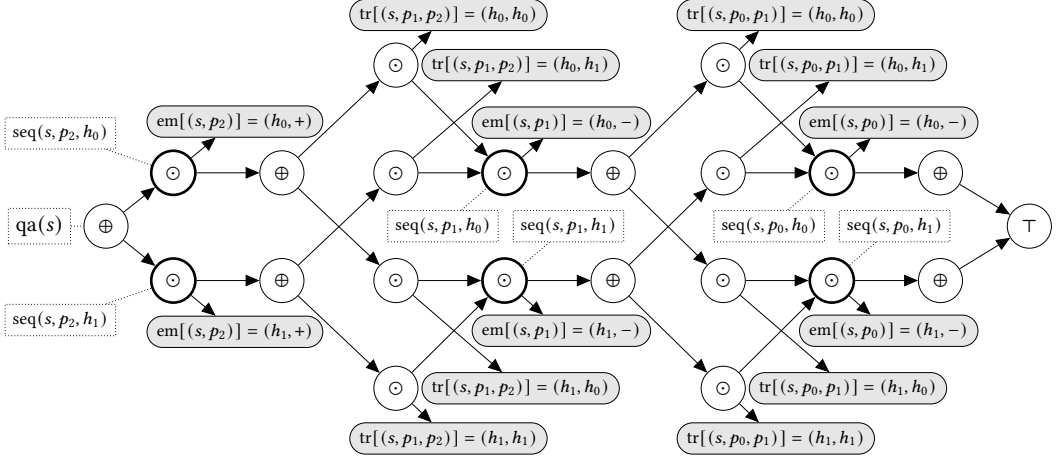 tr[(s, p₁, p₂)] = (h₀, h₀)
tr[(s, p₀, p₁)] = (h₀, h₀)
⊙
⊙
tr[(s, p₁, p₂)] = (h₀, h₁)
tr[(s, p₀, p₁)] = (h₀, h₁)
em[(s, p₂)] = (h₀, +)
em[(s, p₁)] = (h₀, −)
em[(s, p₀)] = (h₀, −)
seq(s, p₂, h₀)
⊙ ⊕ ⊙ ⊙ ⊕ ⊙ ⊙ ⊕
qa(s)
⊕
seq(s, p₁, h₀)
seq(s, p₁, h₁)
seq(s, p₀, h₀)
seq(s, p₀, h₁)
⊤
⊙ ⊕ ⊙ ⊙ ⊕ ⊙ ⊙ ⊕
seq(s, p₂, h₁)
em[(s, p₂)] = (h₁, +)
em[(s, p₁)] = (h₁, −)
em[(s, p₀)] = (h₁, −)
⊙
⊙
tr[(s, p₁, p₂)] = (h₁, h₀)
tr[(s, p₀, p₁)] = (h₁, h₀)
tr[(s, p₁, p₂)] = (h₁, h₁)
tr[(s, p₀, p₁)] = (h₁, h₁)